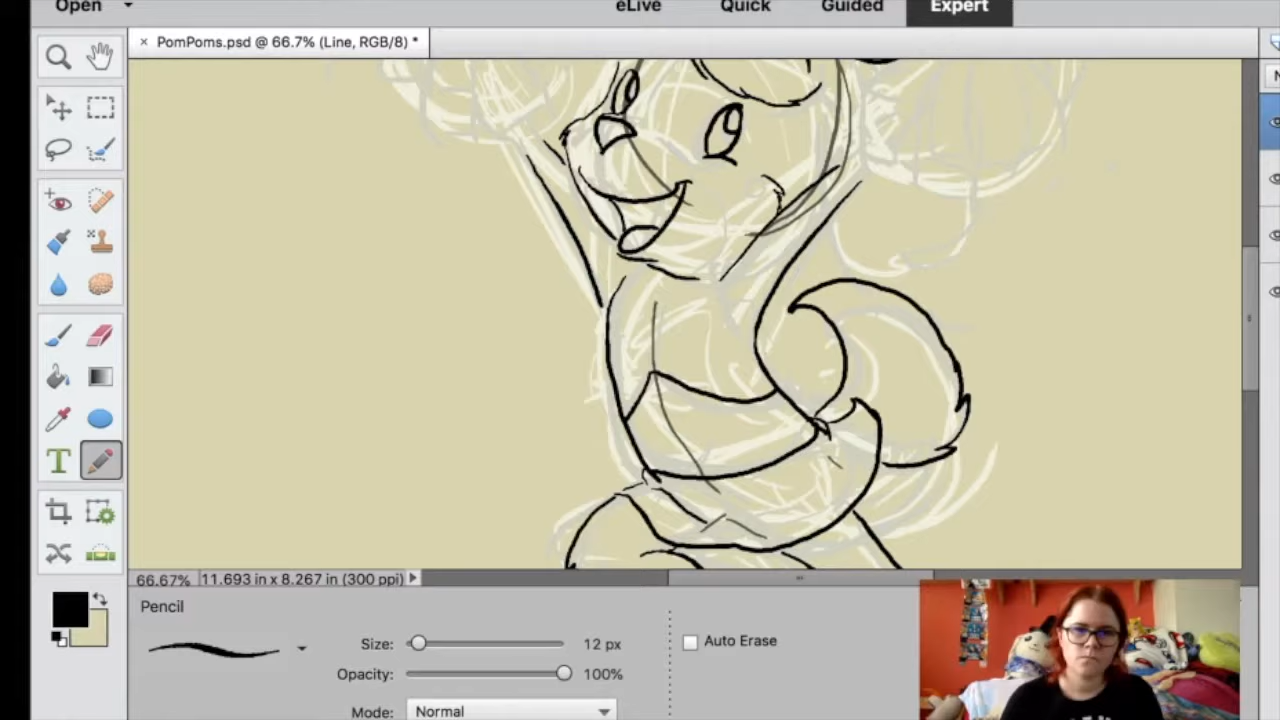 Open eLive Quick Guided Expert
× PomPoms.psd @ 66.7% (Line, RGB/8) *
T
66.67% 11.693 in x 8.267 in (300 ppi)
Pencil
Size: 12 px Auto Erase
Opacity: 100%
Mode: Normal